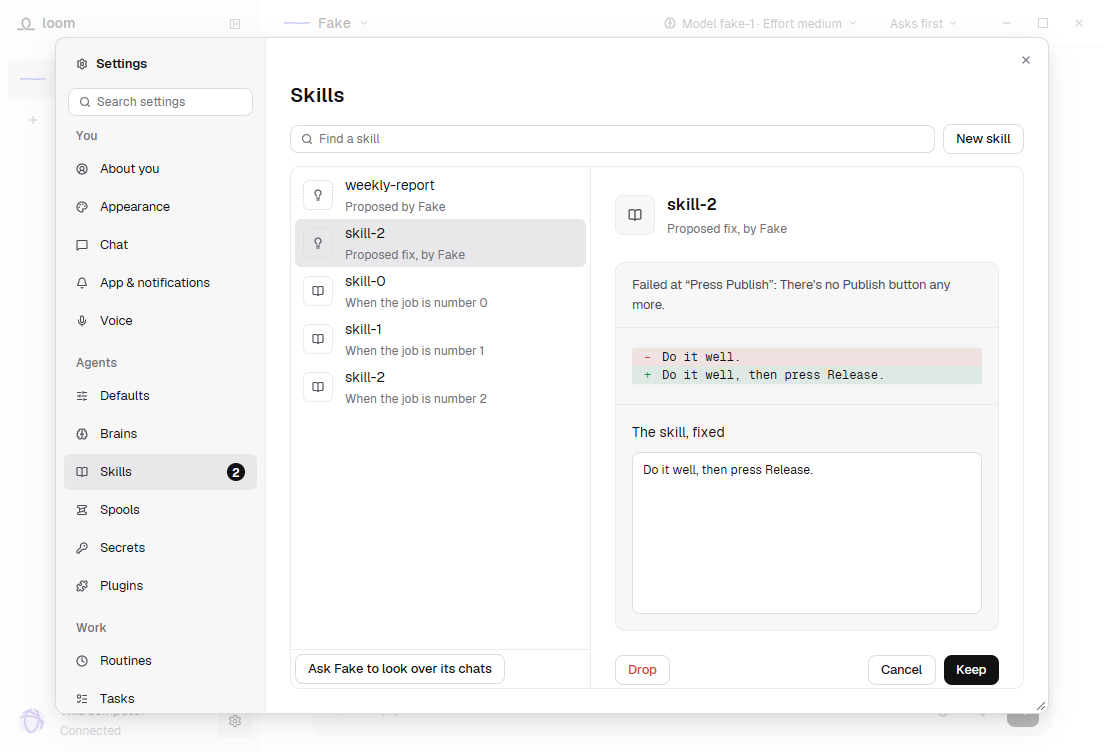 loom
Fake
Model fake-1 · Effort medium
Asks first
Settings
Search settings
You
About you
Appearance
Chat
App & notifications
Voice
Agents
Defaults
Brains
Skills
2
Spools
Secrets
Plugins
Work
Routines
Tasks
Connected
Skills
Find a skill
New skill
weekly-report
Proposed by Fake
skill-2
Proposed fix, by Fake
skill-0
When the job is number 0
skill-1
When the job is number 1
skill-2
When the job is number 2
Ask Fake to look over its chats
skill-2
Proposed fix, by Fake
Failed at “Press Publish”: There's no Publish button any
more.
- Do it well.
+ Do it well, then press Release.
The skill, fixed
Do it well, then press Release.
Drop
Cancel
Keep